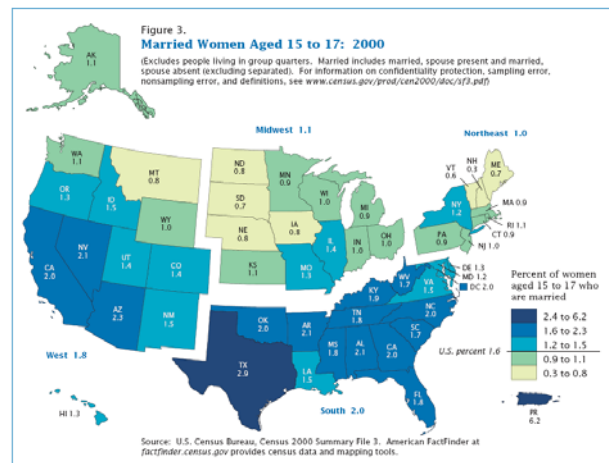 Figure 3.
Married Women Aged 15 to 17: 2000
(Excludes people living in group quarters. Married includes married, spouse present and married,
spouse absent (excluding separated). For information on confidentiality protection, sampling error,
nonsampling error, and definitions, see www.census.gov/prod/cen2000/doc/sf3.pdf)
AK
1.1
Midwest 1.1
Northeast 1.0
WA
1.1
OR
1.3
ID
1.5
MT
0.8
WY
1.0
CA
2.0
NV
2.1
UT
1.4
CO
1.4
AZ
2.3
NM
1.5
ND
0.8
SD
0.7
NE
0.8
KS
1.1
MN
0.9
IA
0.8
MO
1.3
WI
1.0
IL
1.4
MI
0.9
IN
1.0
OH
1.0
VT
0.6
NH
0.3
ME
0.7
NY
1.2
MA 0.9
RI 1.1
CT 0.9
NJ 1.0
PA
0.9
DE 1.3
MD 1.2
DC 2.0
WV
1.7
VA
1.5
KY
1.9
NC
2.0
TN
1.8
SC
1.7
OK
2.0
AR
2.1
MS
1.8
AL
2.1
GA
2.0
TX
2.9
LA
1.5
FL
1.8
West 1.8
HI 1.3
South 2.0
Percent of women
aged 15 to 17 who
are married
2.4 to 6.2
1.6 to 2.3
1.2 to 1.5
U.S. percent 1.6
0.9 to 1.1
0.3 to 0.8
PR
6.2
Source: U.S. Census Bureau, Census 2000 Summary File 3. American FactFinder at
factfinder.census.gov provides census data and mapping tools.